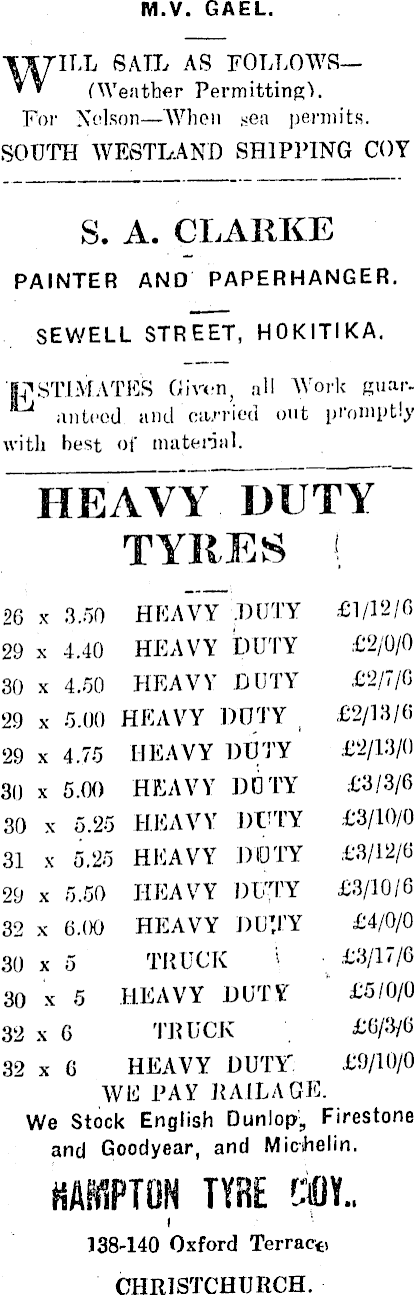 M.V. GAEL.
WILL SAIL AS FOLLOWS—
(Weather Permitting).
For Nelson—When sea permits.
SOUTH WESTLAND SHIPPING COY
S. A. CLARKE
PAINTER AND PAPERHANGER.
SEWELL STREET, HOKITIKA.
ESTIMATES Given, all Work guar-
anteed and carried out promptly
with best of material.
HEAVY DUTY
TYRES
26 x 3.50 HEAVY DUTY £1/12/6
29 x 4.40 HEAVY DUTY £2/0/0
30 x 4.50 HEAVY DUTY £2/7/6
29 x 5.00 HEAVY DUTY £2/13/6
29 x 4.75 HEAVY DUTY £2/13/0
30 x 5.00 HEAVY DUTY £3/3/6
30 x 5.25 HEAVY DUTY £3/10/0
31 x 5.25 HEAVY DUTY £3/12/6
29 x 5.50 HEAVY DUTY £3/10/6
32 x 6.00 HEAVY DUTY £4/0/0
30 x 5 TRUCK £3/17/6
30 x 5 HEAVY DUTY £5/0/0
32 x 6 TRUCK £6/3/6
32 x 6 HEAVY DUTY £9/10/0
WE PAY RAILAGE.
We Stock English Dunlop, Firestone
and Goodyear, and Michelin.
HAMPTON TYRE COY..
138-140 Oxford Terrace
CHRISTCHURCH.